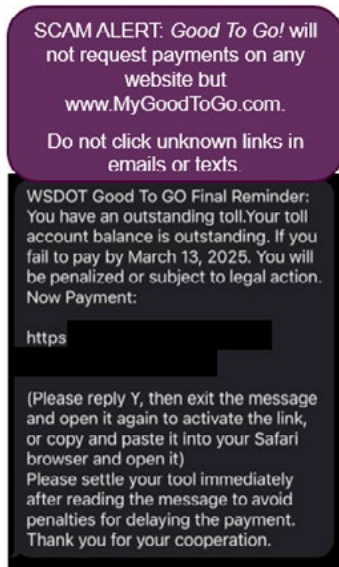 SCAM ALERT: Good To Go! will
not request payments on any
website but
www.MyGoodToGo.com.
Do not click unknown links in
emails or texts.
WSDOT Good To GO Final Reminder:
You have an outstanding toll.Your toll
account balance is outstanding. If you
fail to pay by March 13, 2025. You will
be penalized or subject to legal action.
Now Payment:
https
(Please reply Y, then exit the message
and open it again to activate the link,
or copy and paste it into your Safari
browser and open it)
Please settle your tool immediately
after reading the message to avoid
penalties for delaying the payment.
Thank you for your cooperation.